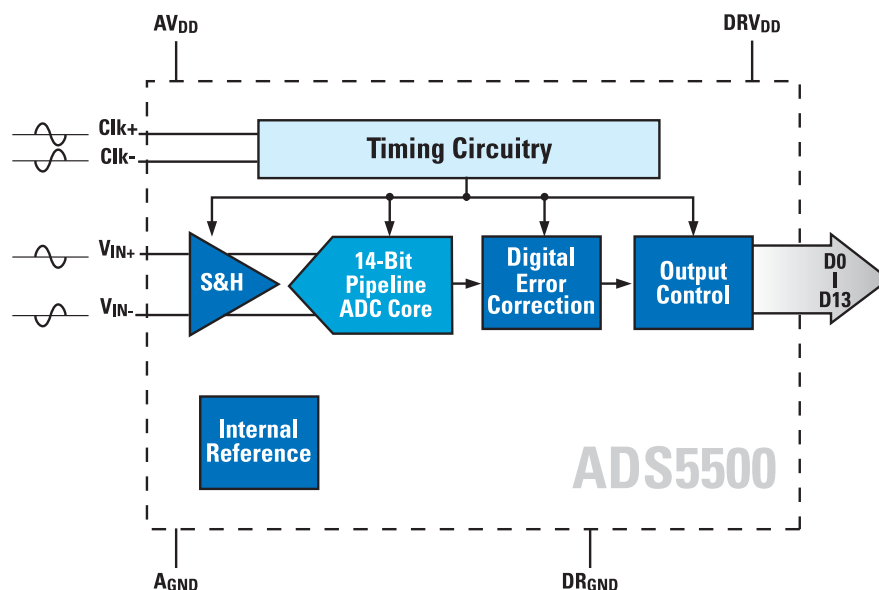 AVDD
DRVDD
Clk+
Clk-
Timing Circuitry
VIN+
VIN-
S&H
14-Bit
Pipeline
ADC Core
Digital
Error
Correction
Output
Control
D0
D13
Internal
Reference
ADS5500
AGND
DRGND